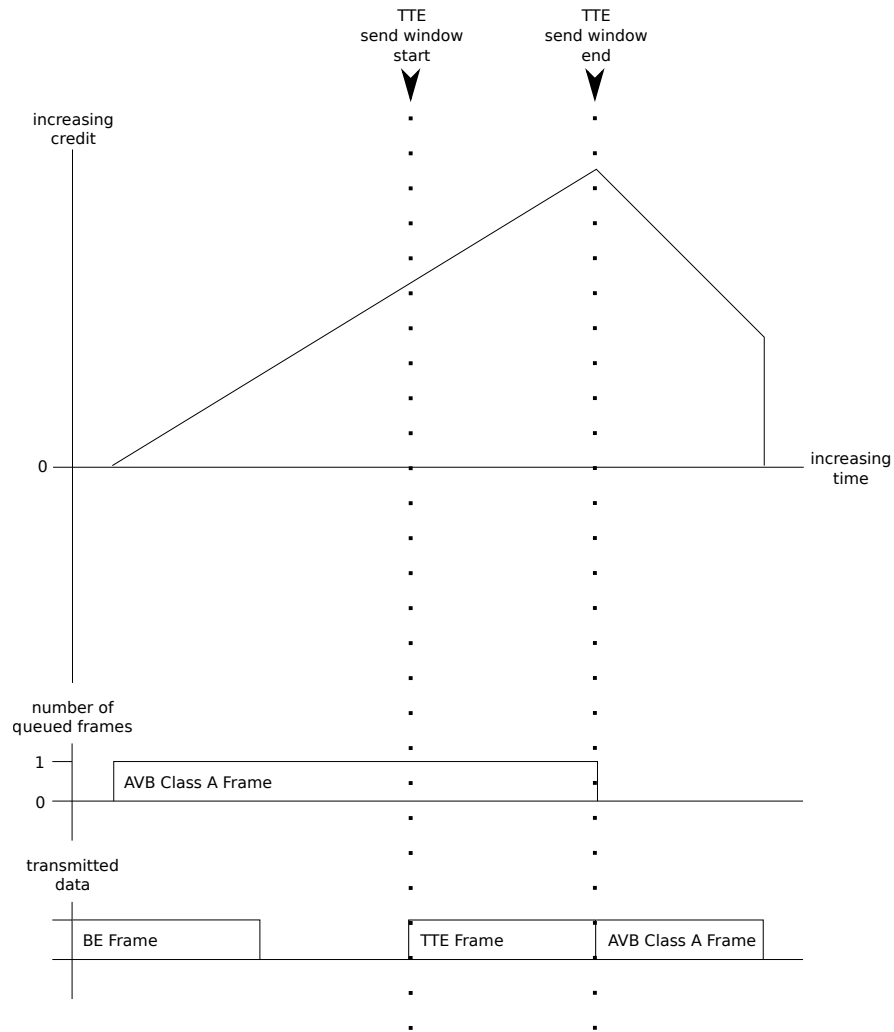 TTE
send window
start
TTE
send window
end
increasing
credit
0
increasing
time
number of
queued frames
1
AVB Class A Frame
0
transmitted
data
BE Frame
TTE Frame
AVB Class A Frame